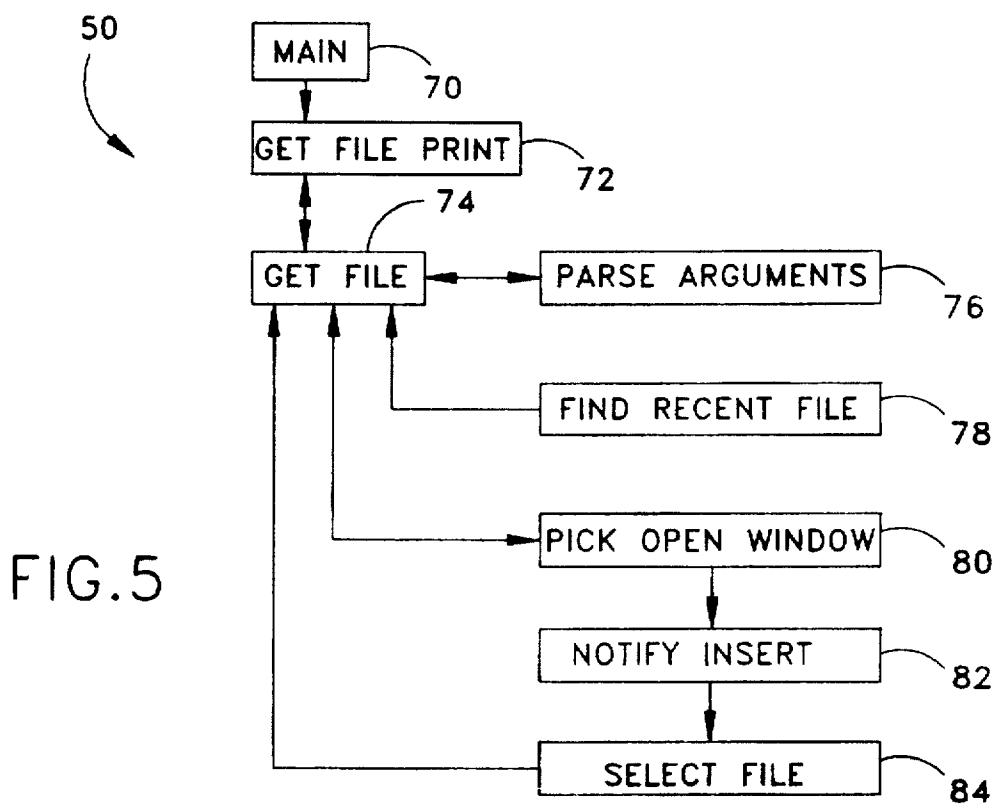 50
MAIN
70
GET FILE PRINT
72
74
GET FILE
PARSE ARGUMENTS
76
FIND RECENT FILE
78
PICK OPEN WINDOW
80
FIG.5
NOTIFY INSERT
82
SELECT FILE
84